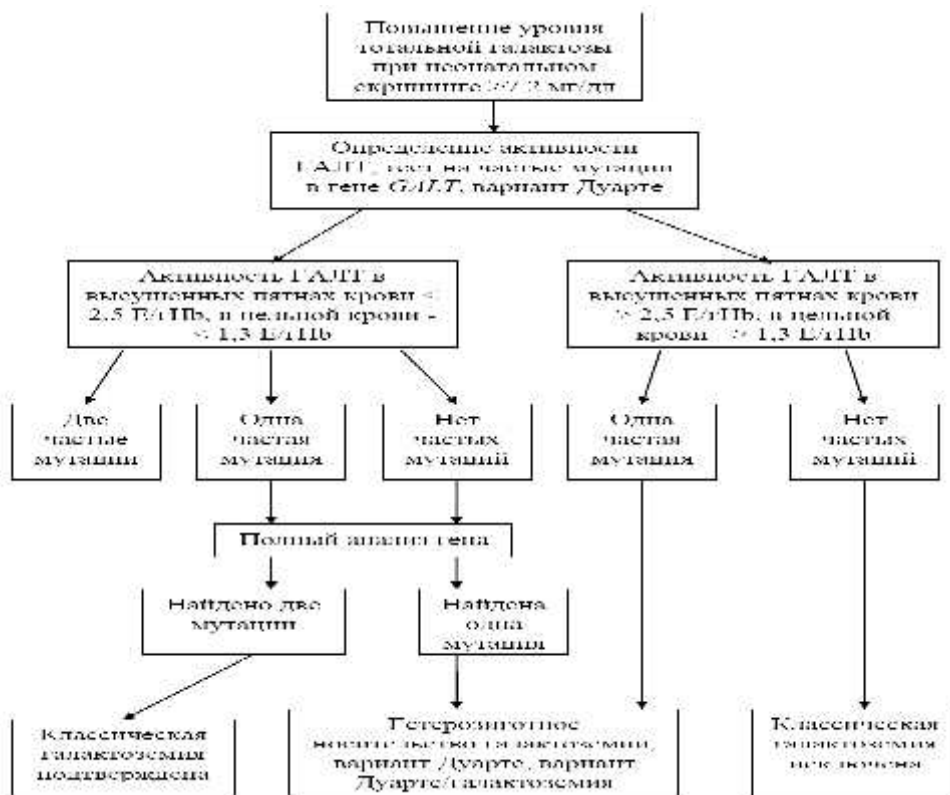 Повышение уровня
тотальной галактозы
при неонатальном
скрининге >7,2 мг/дл
Определение активности
ГАЛТ, тест на частые мутации
в гене GALT, вариант Дуарте
Активность ГАЛТ в
высушенных пятнах крови <
2,5 Е/гHb, в цельной крови -
< 1,3 Е/гHb
Активность ГАЛТ в
высушенных пятнах крови
> 2,5 Е/гHb, в цельной
крови - > 1,3 Е/гHb
Две
частые
мутации
Одна
частая
мутация
Нет
частых
мутаций
Одна
частая
мутация
Нет
частых
мутаций
Полный анализ гена
Найдено две
мутации
Найдена
одна
мутация
Классическая
галактоземия
подтверждена
Гетерозиготное
носительство галактоземии,
вариант Дуарте, вариант
Дуарте/галактоземия
Классическая
галактоземия
исключена